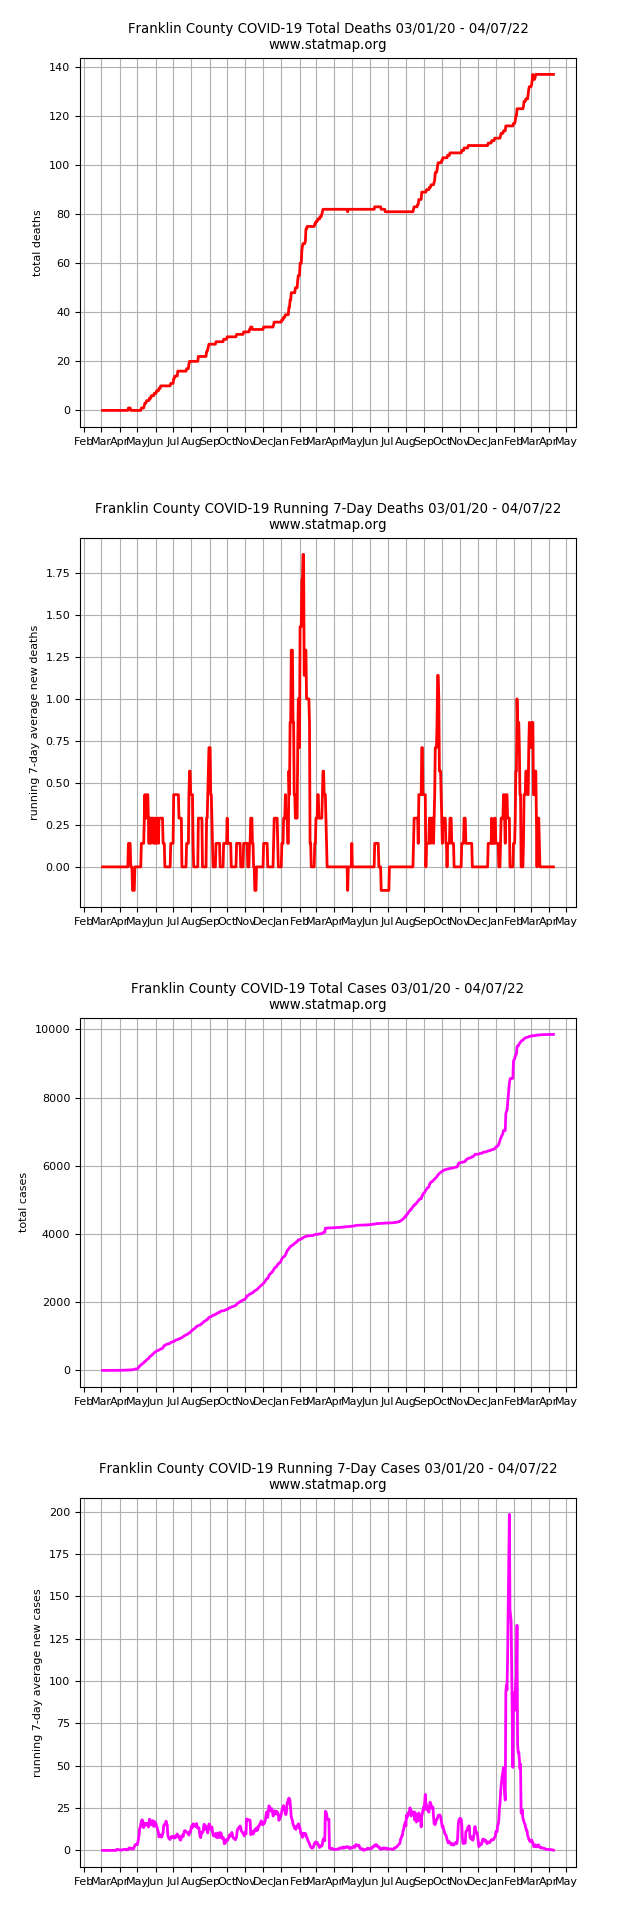 Franklin County COVID-19 Total Deaths 03/01/20 - 04/07/22
www.statmap.org
140
120
100
80
60
40
20
0
total deaths
Feb Mar Apr May Jun Jul Aug Sep Oct Nov Dec Jan Feb Mar Apr May Jun Jul Aug Sep Oct Nov Dec Jan Feb Mar Apr May
Franklin County COVID-19 Running 7-Day Deaths 03/01/20 - 04/07/22
www.statmap.org
1.75
1.50
1.25
1.00
0.75
0.50
0.25
0.00
running 7-day average new deaths
Feb Mar Apr May Jun Jul Aug Sep Oct Nov Dec Jan Feb Mar Apr May Jun Jul Aug Sep Oct Nov Dec Jan Feb Mar Apr May
Franklin County COVID-19 Total Cases 03/01/20 - 04/07/22
www.statmap.org
10000
8000
6000
4000
2000
0
total cases
Feb Mar Apr May Jun Jul Aug Sep Oct Nov Dec Jan Feb Mar Apr May Jun Jul Aug Sep Oct Nov Dec Jan Feb Mar Apr May
Franklin County COVID-19 Running 7-Day Cases 03/01/20 - 04/07/22
www.statmap.org
200
175
150
125
100
75
50
25
0
running 7-day average new cases
Feb Mar Apr May Jun Jul Aug Sep Oct Nov Dec Jan Feb Mar Apr May Jun Jul Aug Sep Oct Nov Dec Jan Feb Mar Apr May